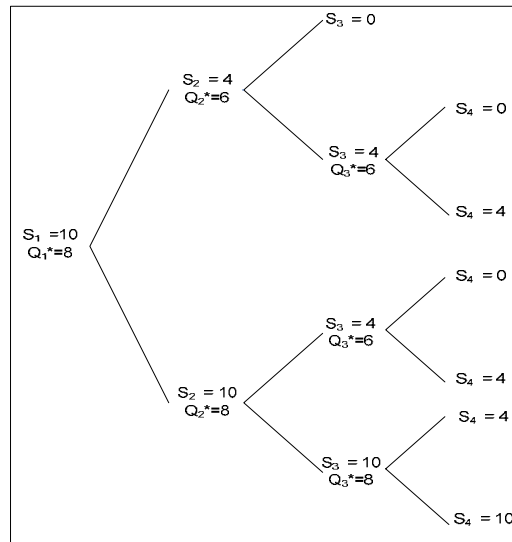 S₃ = 0
S₂ = 4
Q₂*=6
S₄ = 0
S₃ = 4
Q₃*=6
S₄ = 4
S₁ = 10
Q₁*=8
S₄ = 0
S₃ = 4
Q₃*=6
S₄ = 4
S₂ = 10
Q₂*=8
S₄ = 4
S₃ = 10
Q₃*=8
S₄ = 10